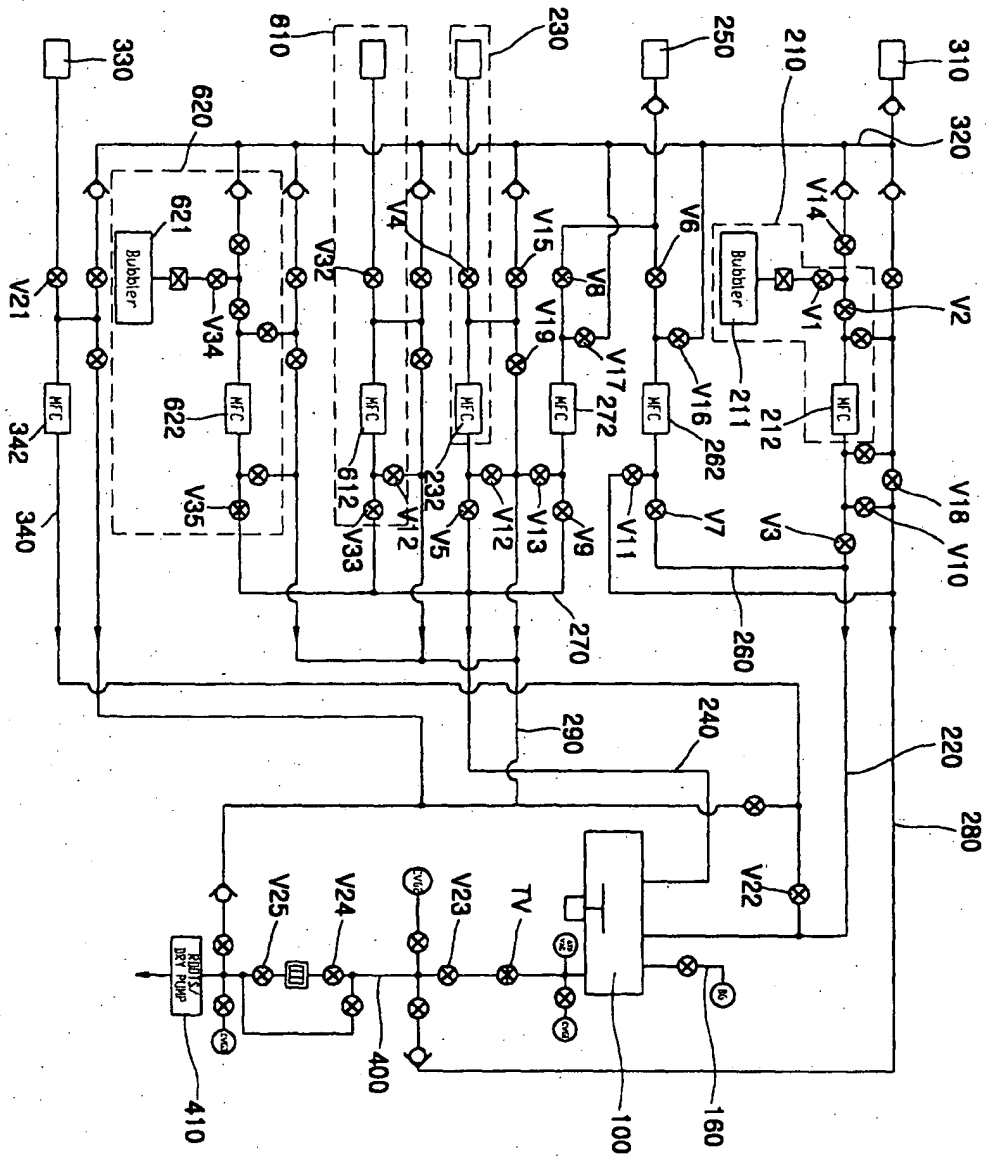 310
320
V18
V10
280
V14
V2
V3
220
210
V1
MFC
212
260
Bubbler
211
V22
250
V6
V16
MFC
262
V7
V11
160
BG
V8
V17
MFC
272
V9
270
240
100
V15
V19
V13
V12
290
230
V4
MFC
232
V5
TV
V23
610
V32
MFC
612
V12
V33
400
V24
V25
620
MFC
622
V35
V34
621
Bubbler
ROOTS/
DRY PUMP
410
330
V21
MFC
342
340